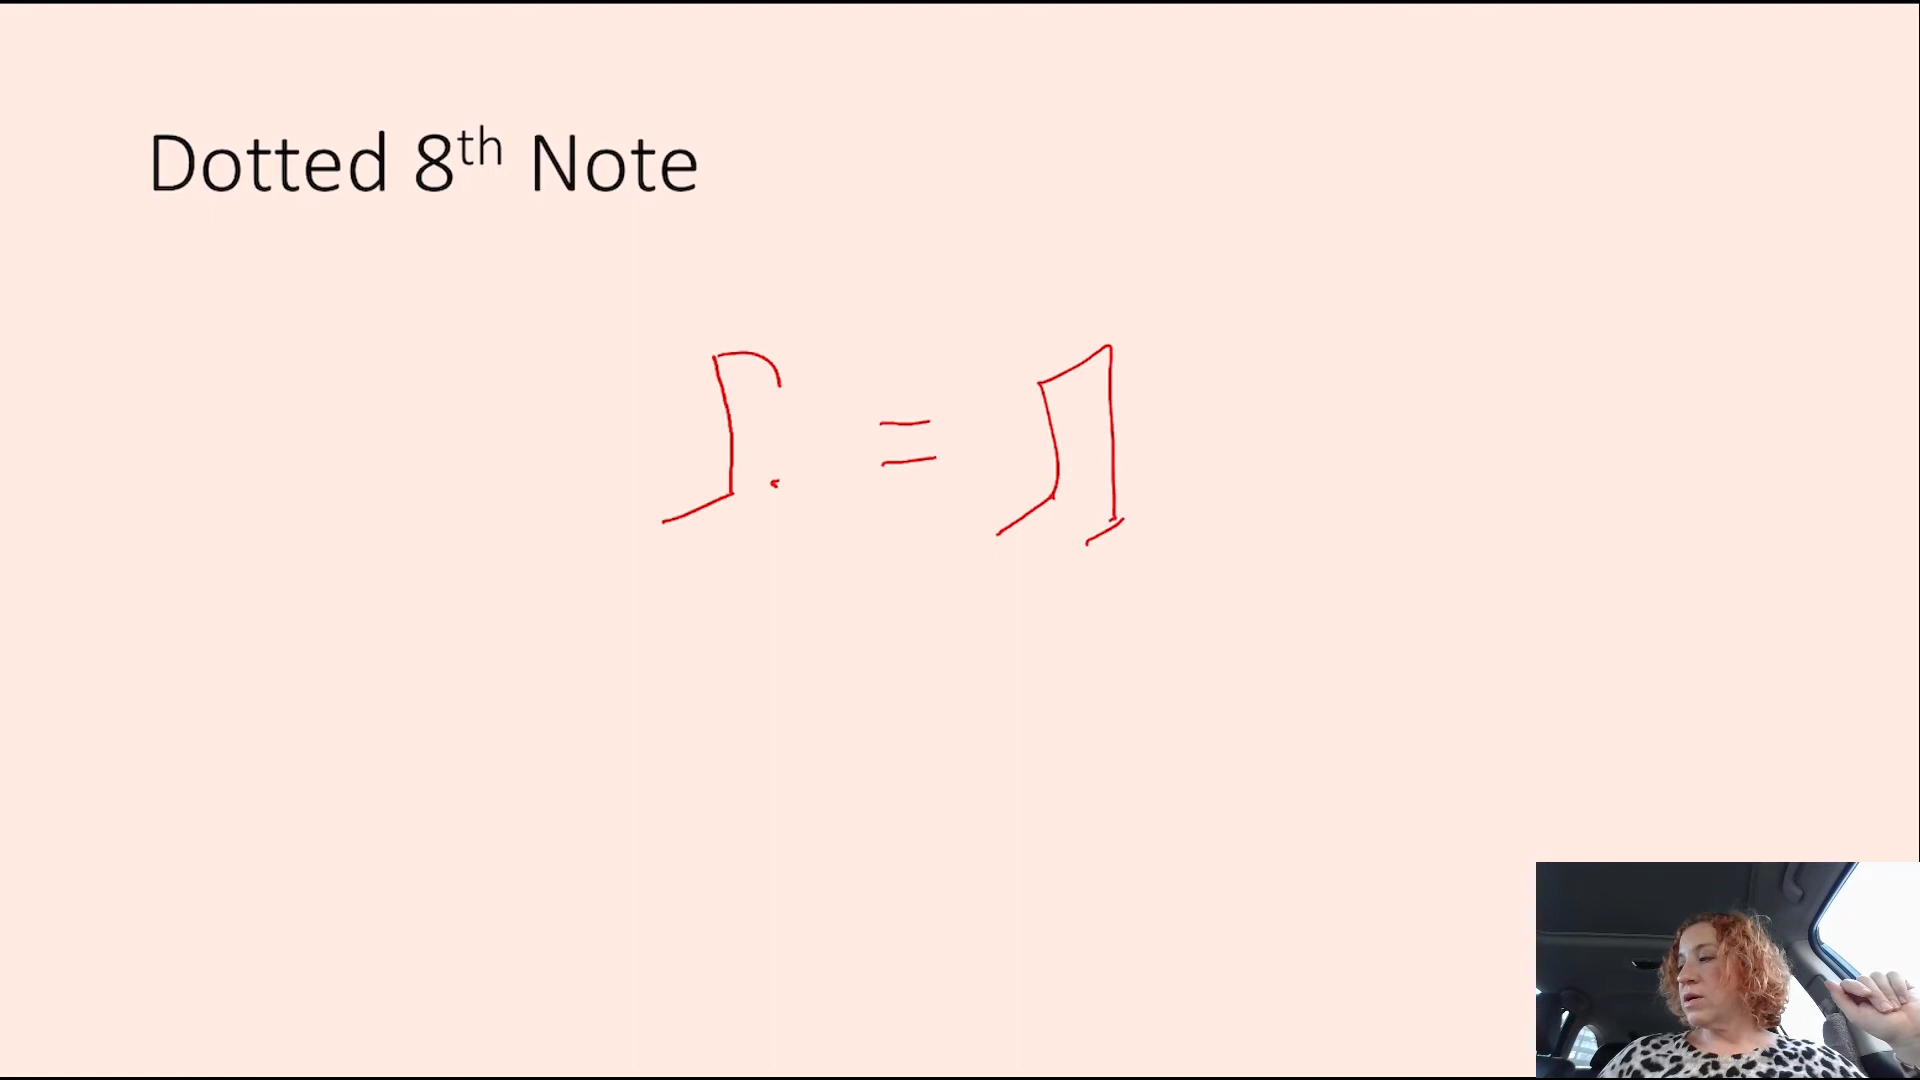 Dotted 8th Note
♪. = ♫